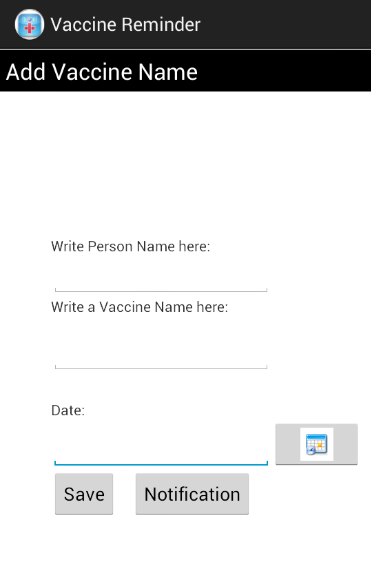 Vaccine Reminder
Add Vaccine Name
Write Person Name here:
Write a Vaccine Name here:
Date:
Save
Notification